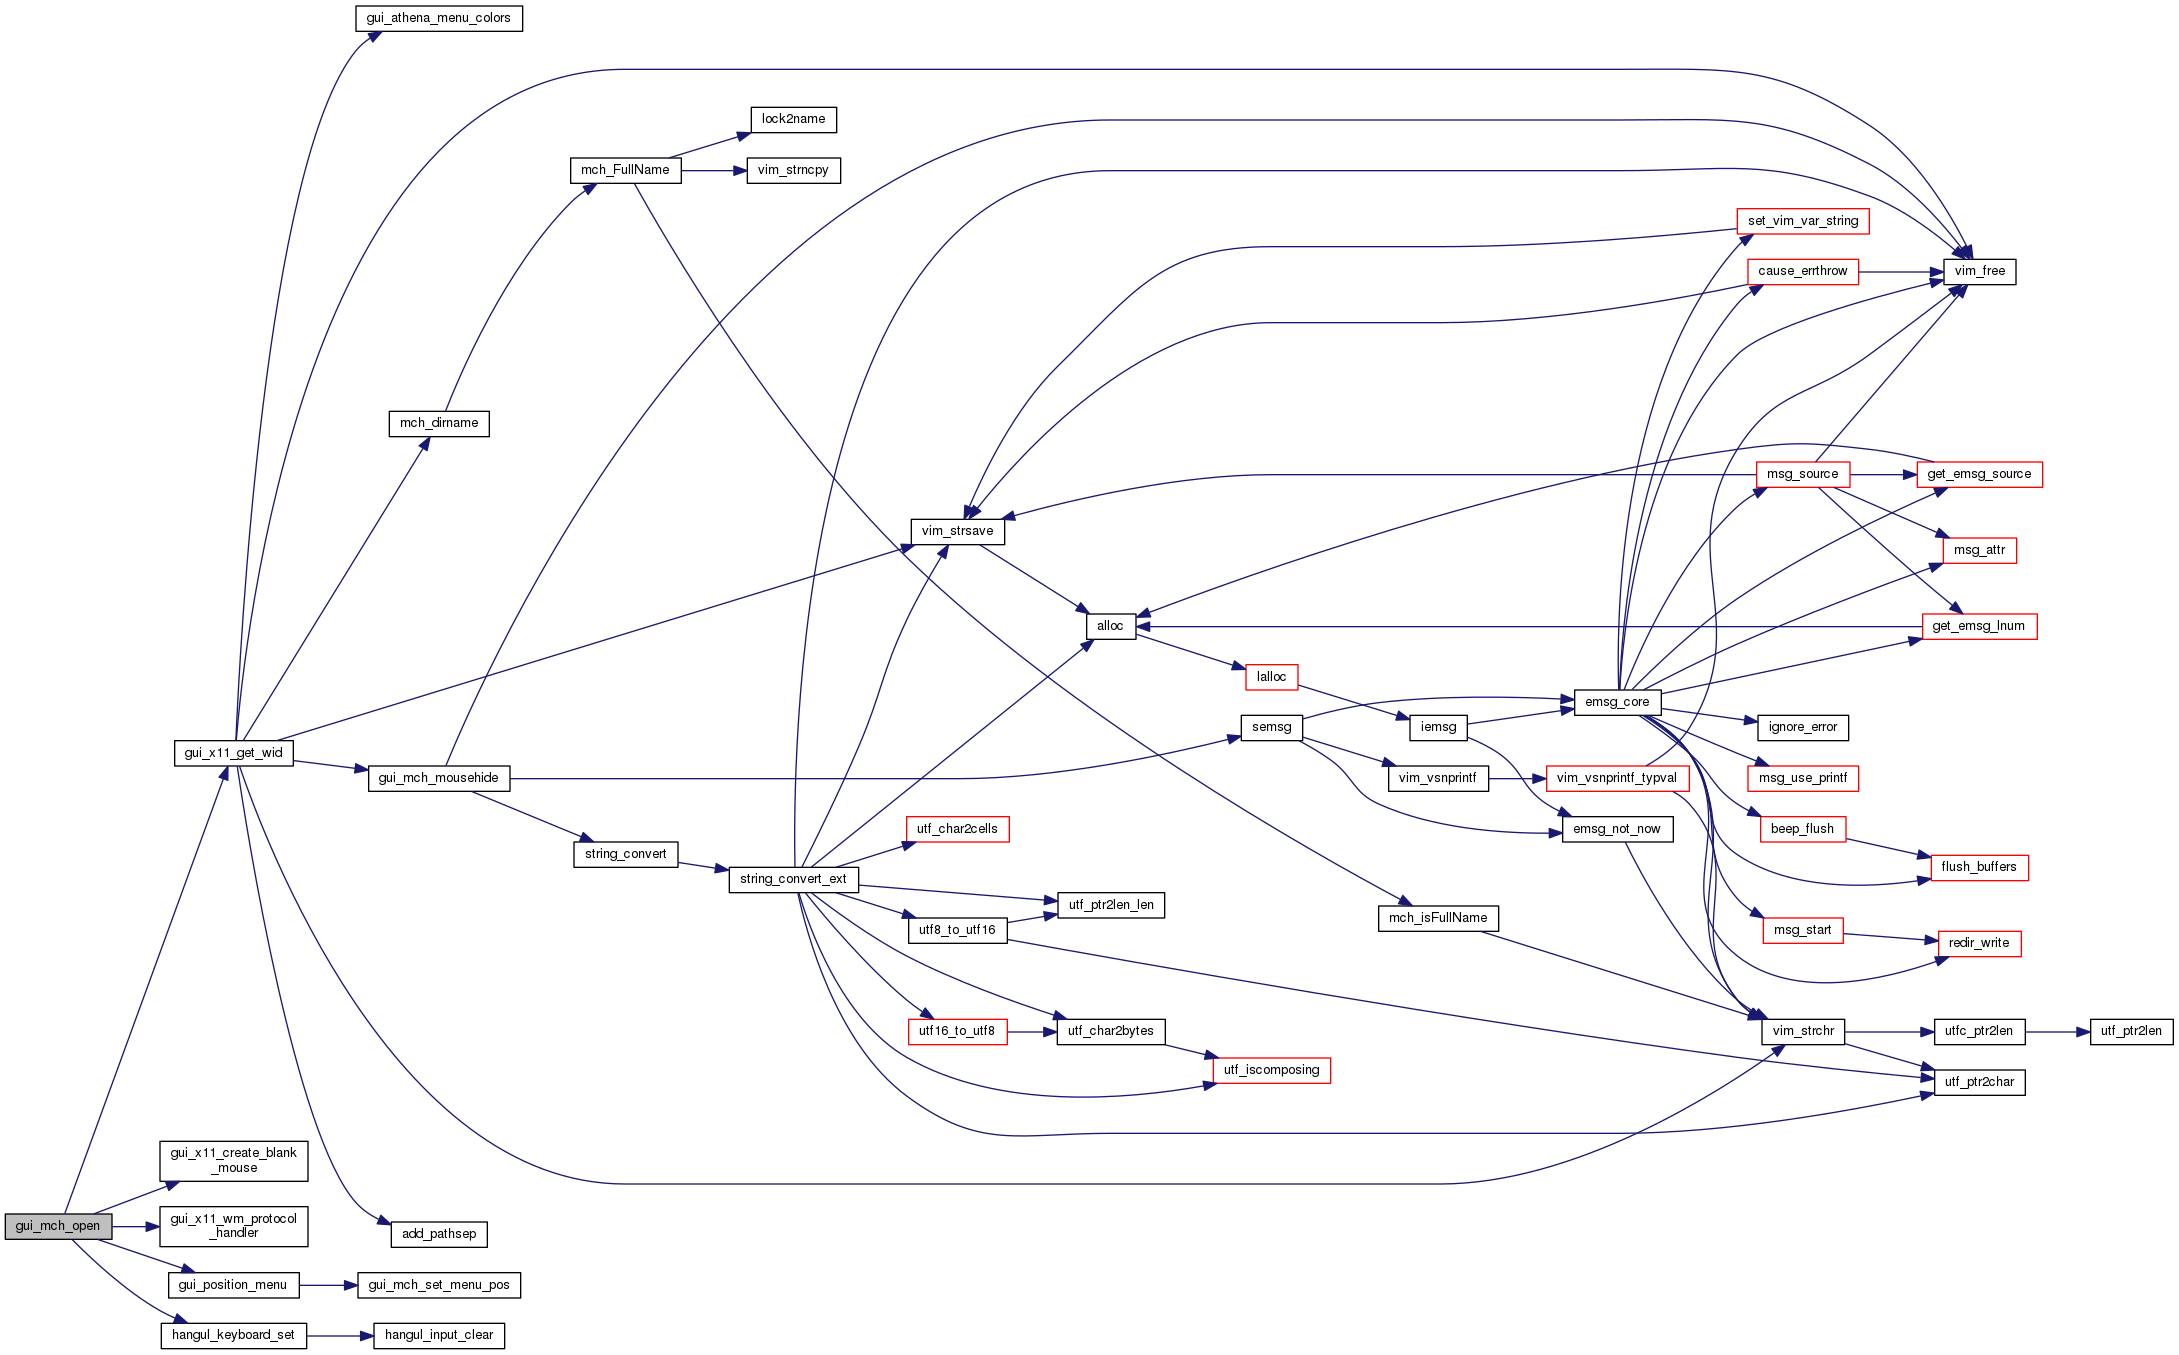 gui_athena_menu_colors
lock2name
mch_FullName
vim_strncpy
set_vim_var_string
cause_errthrow
vim_free
mch_dirname
msg_source
get_emsg_source
vim_strsave
msg_attr
alloc
get_emsg_lnum
lalloc
emsg_core
semsg
iemsg
ignore_error
gui_x11_get_wid
gui_mch_mousehide
vim_vsnprintf
vim_vsnprintf_typval
msg_use_printf
utf_char2cells
emsg_not_now
beep_flush
string_convert
flush_buffers
string_convert_ext
utf_ptr2len_len
mch_isFullName
utf8_to_utf16
msg_start
redir_write
utf16_to_utf8
utf_char2bytes
vim_strchr
utfc_ptr2len
utf_ptr2len
utf_iscomposing
utf_ptr2char
gui_x11_create_blank
_mouse
gui_mch_open
gui_x11_wm_protocol
_handler
add_pathsep
gui_position_menu
gui_mch_set_menu_pos
hangul_keyboard_set
hangul_input_clear